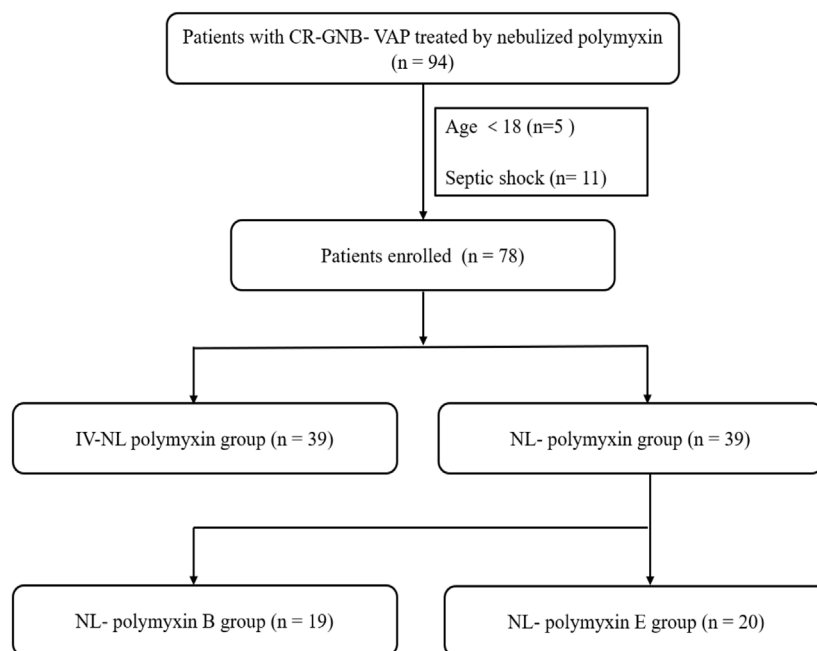 Patients with CR-GNB- VAP treated by nebulized polymyxin
(n = 94)
Age < 18 (n=5 )
Septic shock (n= 11)
Patients enrolled (n = 78)
IV-NL polymyxin group (n = 39)
NL- polymyxin group (n = 39)
NL- polymyxin B group (n = 19)
NL- polymyxin E group (n = 20)